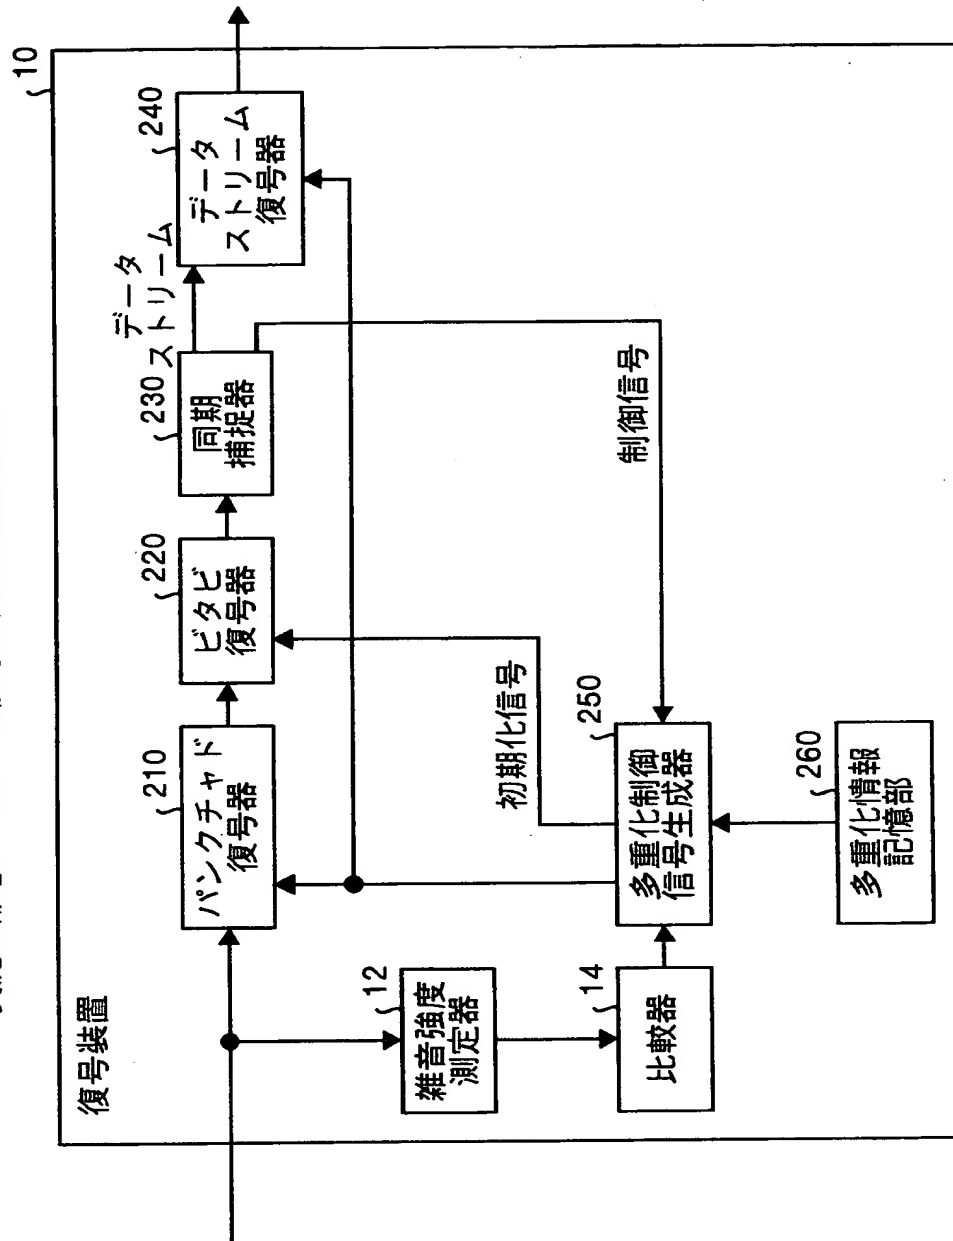 10
復号装置
210
パンクチャド
復号器
220
ビタビ
復号器
230
同期
捕捉器
データ
ストリーム
240
データ
ストリーム
復号器
12
雑音強度
測定器
14
比較器
初期化信号
制御信号
250
多重化制御
信号生成器
260
多重化情報
記憶部